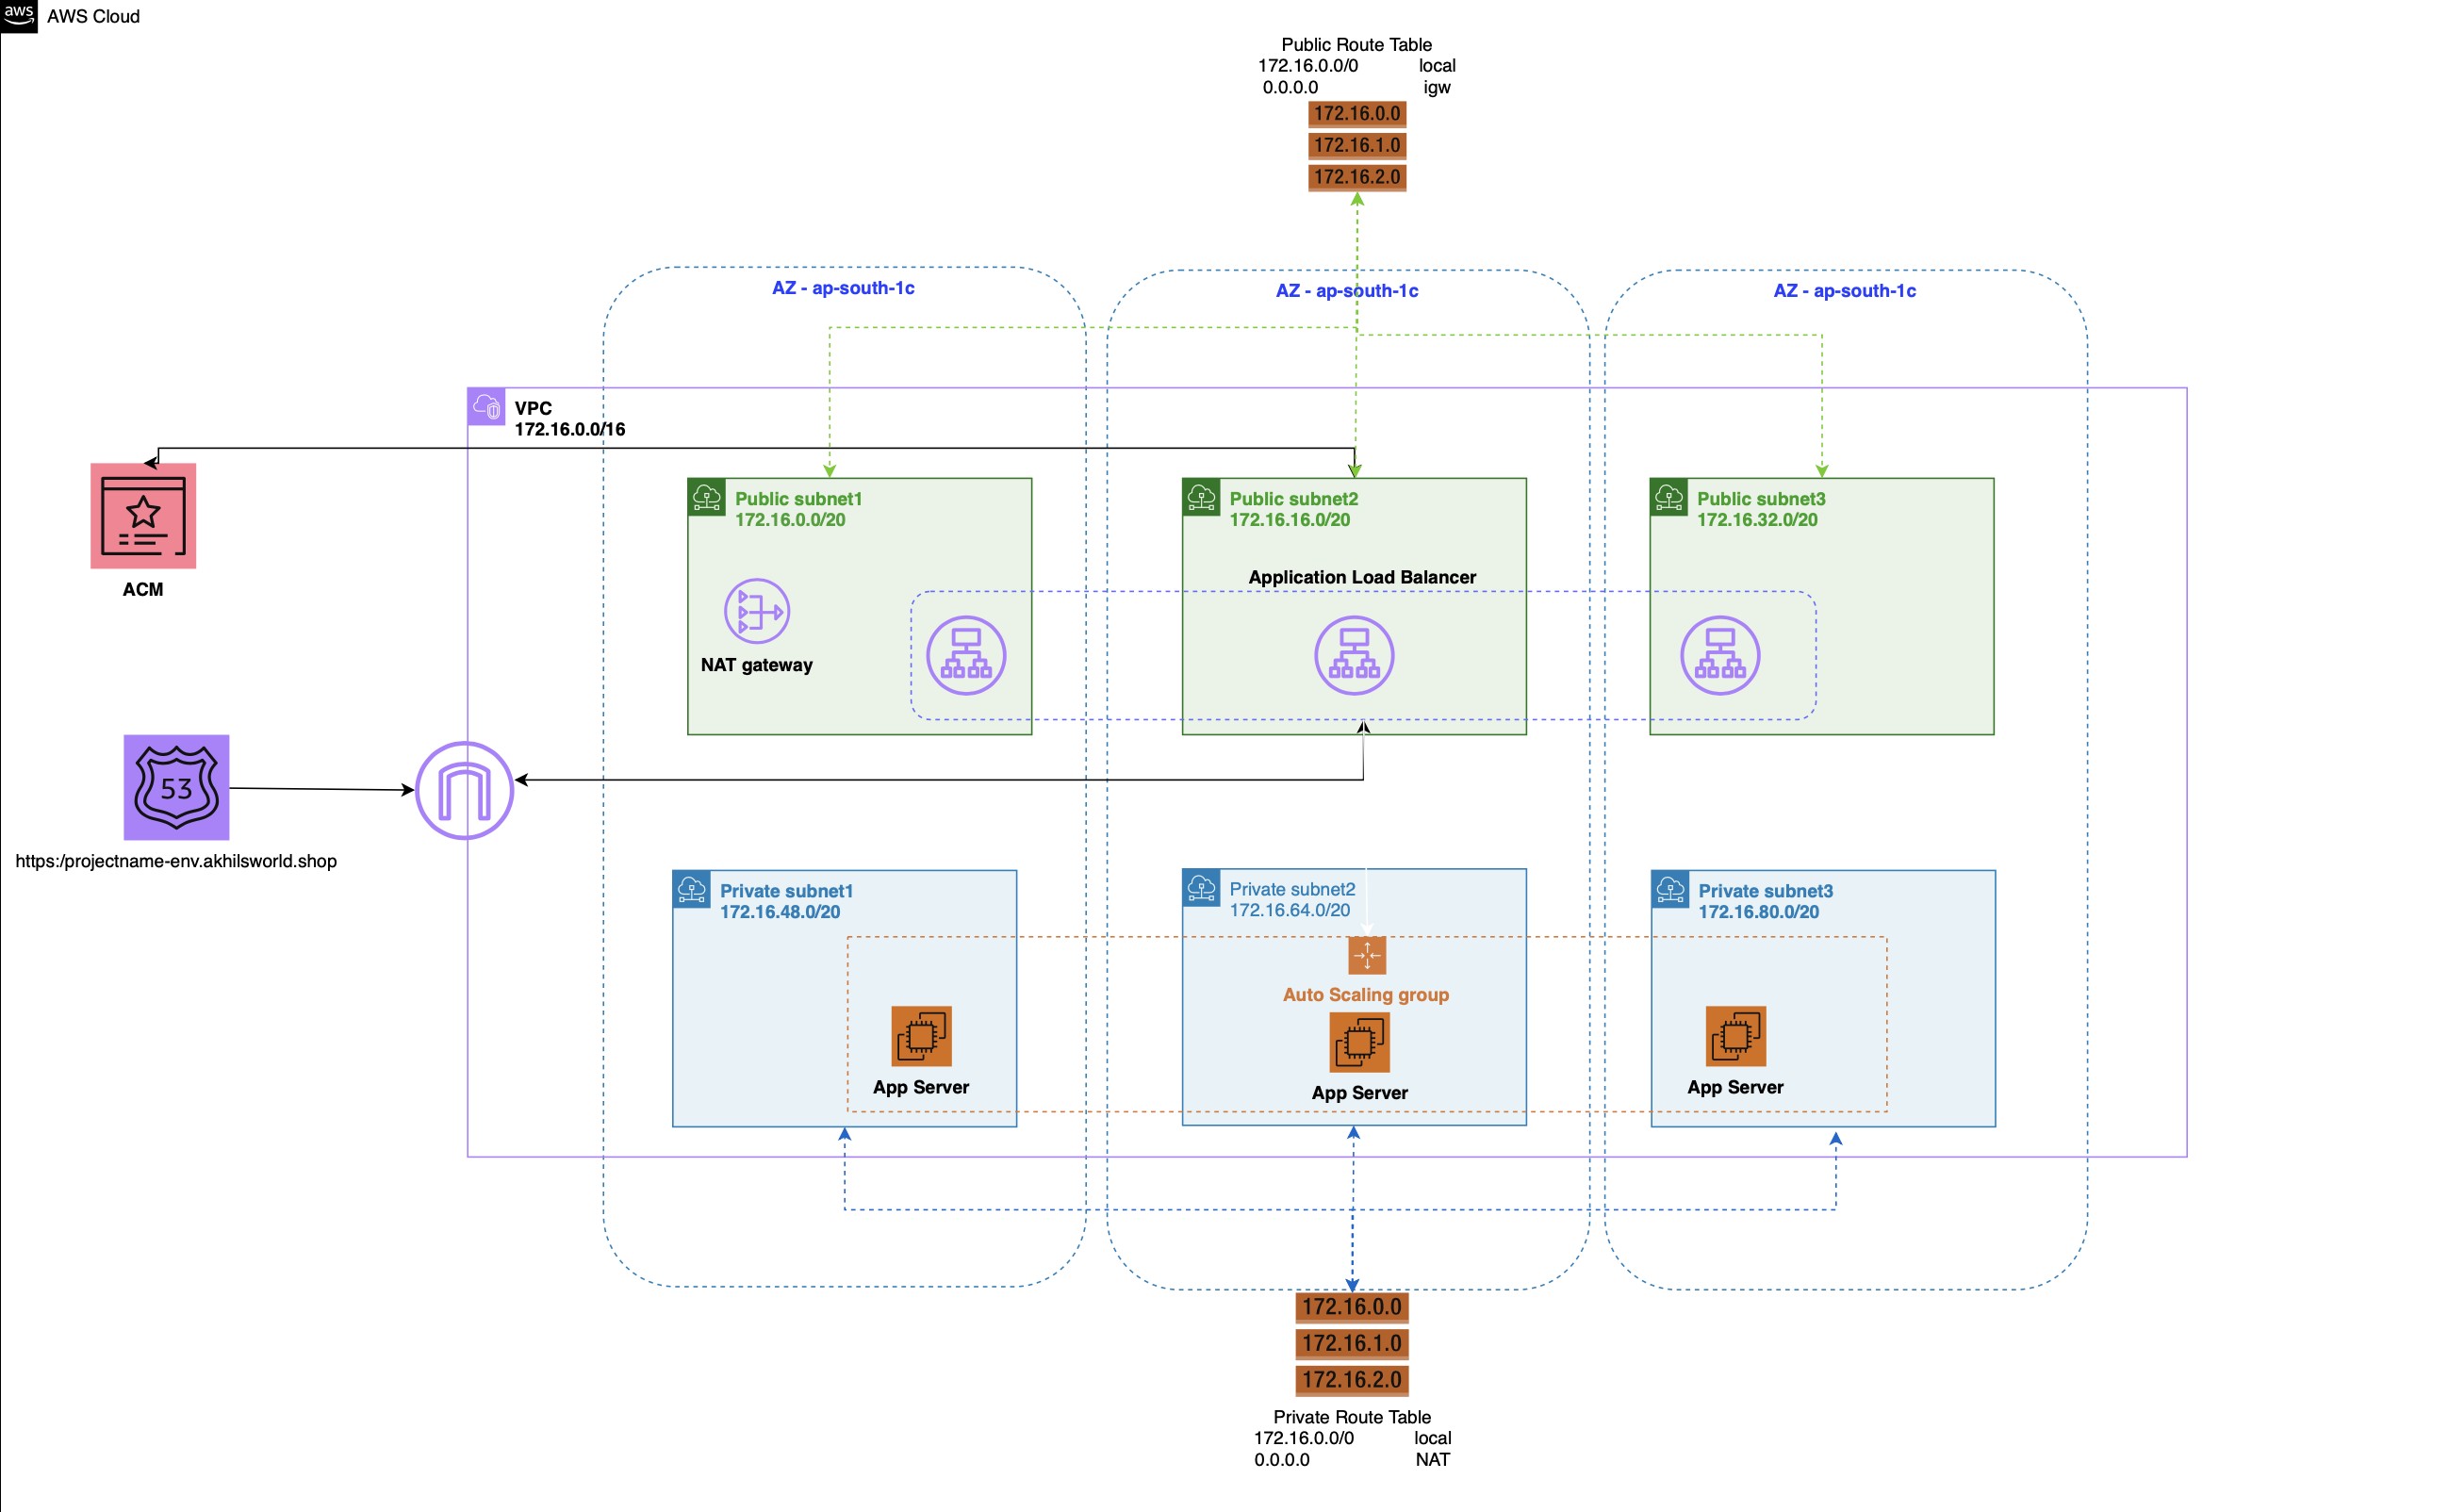 aws
AWS Cloud
Public Route Table
172.16.0.0/0 local
0.0.0.0 igw
172.16.0.0
172.16.1.0
172.16.2.0
AZ - ap-south-1c
AZ - ap-south-1c
AZ - ap-south-1c
VPC
172.16.0.0/16
ACM
Public subnet1
172.16.0.0/20
NAT gateway
Public subnet2
172.16.16.0/20
Application Load Balancer
Public subnet3
172.16.32.0/20
53
https:/projectname-env.akhilsworld.shop
Private subnet1
172.16.48.0/20
App Server
Private subnet2
172.16.64.0/20
Auto Scaling group
App Server
Private subnet3
172.16.80.0/20
App Server
172.16.0.0
172.16.1.0
172.16.2.0
Private Route Table
172.16.0.0/0 local
0.0.0.0 NAT